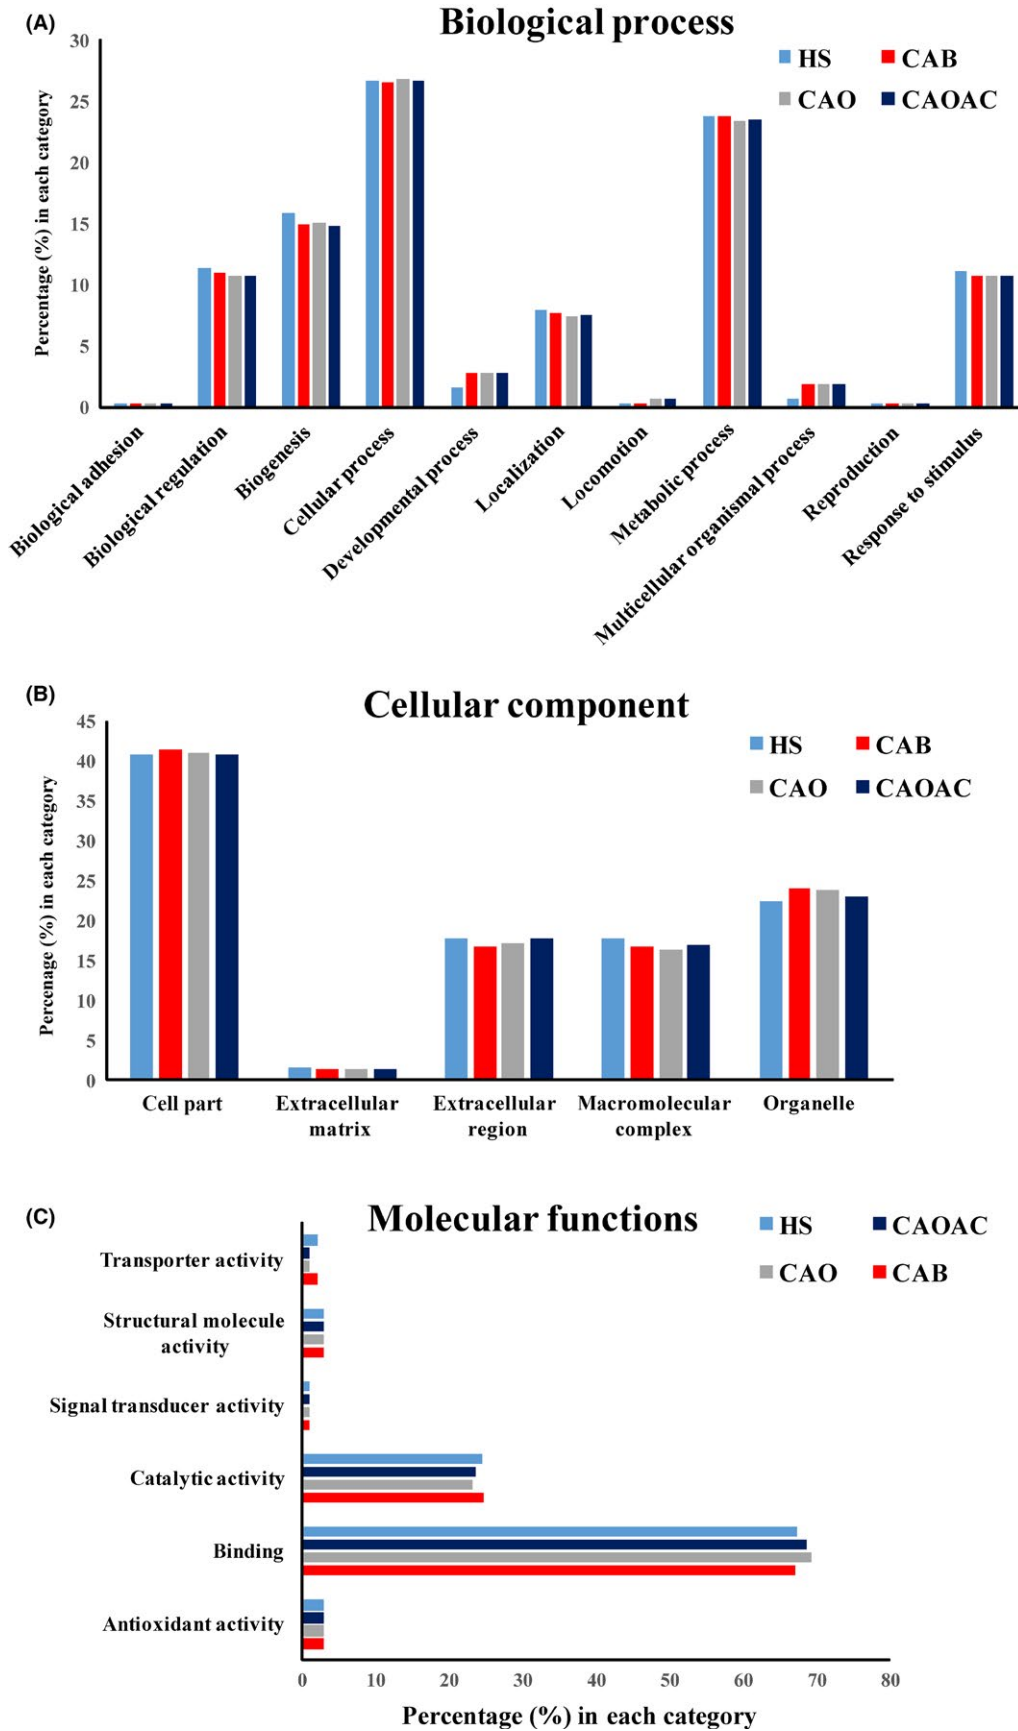 (A)
Biological process
HS CAB
CAO CAOAC
Percentage (%) in each category
30
25
20
15
10
5
0
Biological adhesion
Biological regulation
Biogenesis
Cellular process
Developmental process
Localization
Locomotion
Metabolic process
Multicellular organismal process
Reproduction
Response to stimulus
(B)
Cellular component
HS CAB
CAO CAOAC
Percenage (%) in each category
45
40
35
30
25
20
15
10
5
0
Cell part
Extracellular
matrix
Extracellular
region
Macromolecular
complex
Organelle
(C)
Molecular functions
HS CAOAC
CAO CAB
Transporter activity
Structural molecule
activity
Signal transducer activity
Catalytic activity
Binding
Antioxidant activity
0 10 20 30 40 50 60 70 80
Percentage (%) in each category